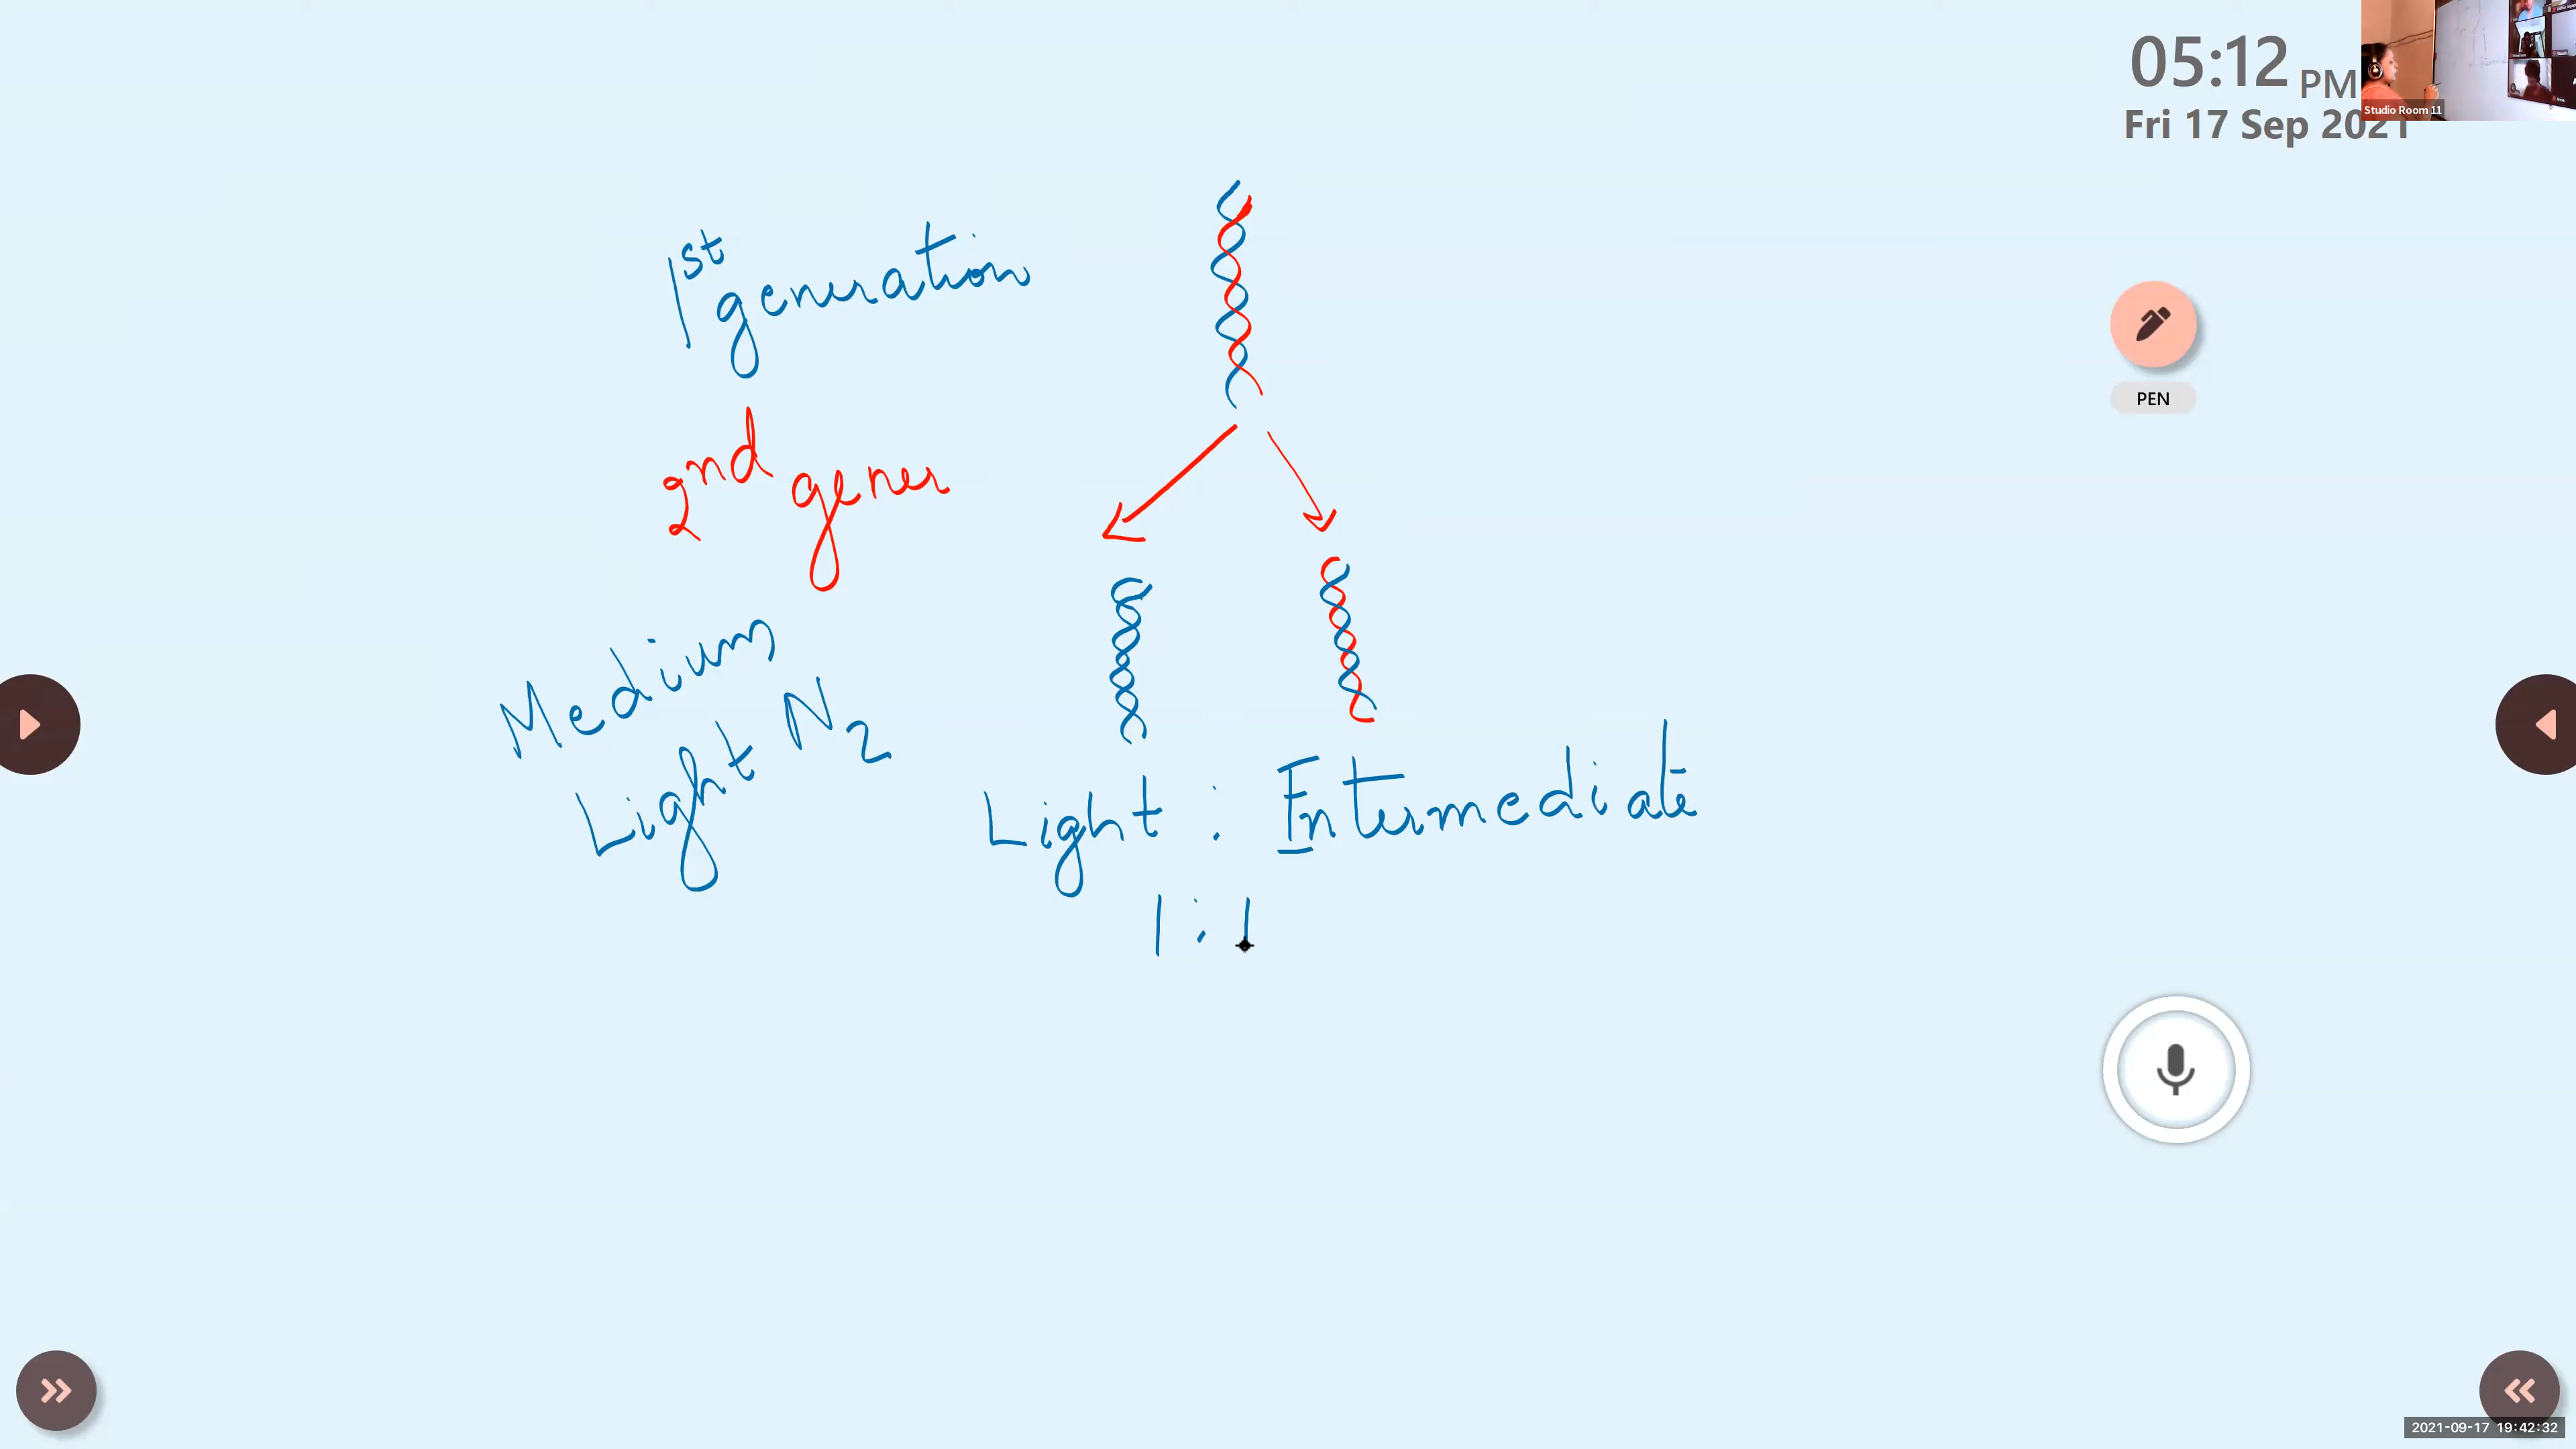 05:12 PM
Fri 17 Sep 2021
Studio Room 11
1st generation
PEN
2nd gener
Medium
Light N2
Light : Intermediate
1 : 1
2021-09-17 19:42:32